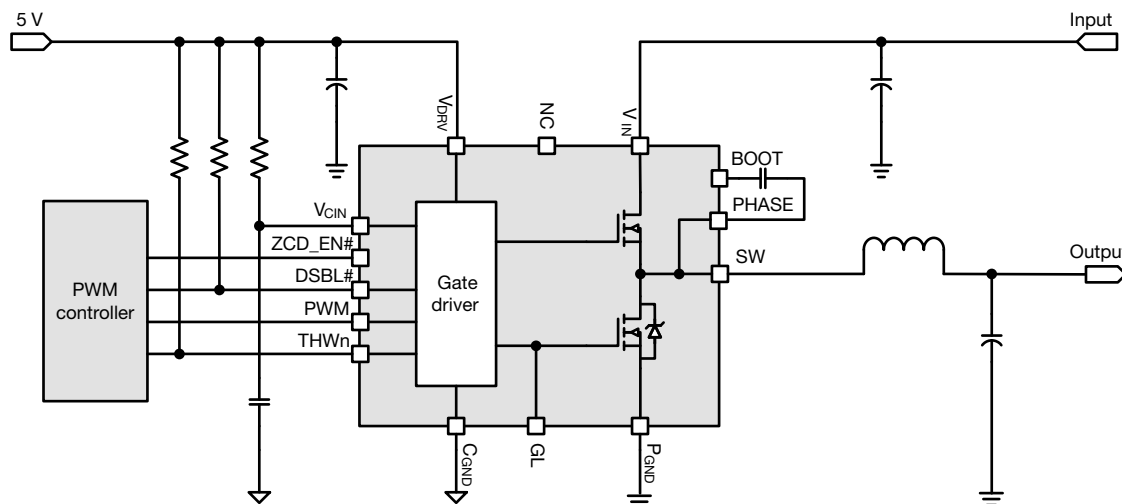 5 V
Input
VDRV
NC
VIN
BOOT
PHASE
VCIN
ZCD_EN#
SW
DSBL#
Output
PWM
controller
Gate
driver
PWM
THWn
CGND
GL
PGND